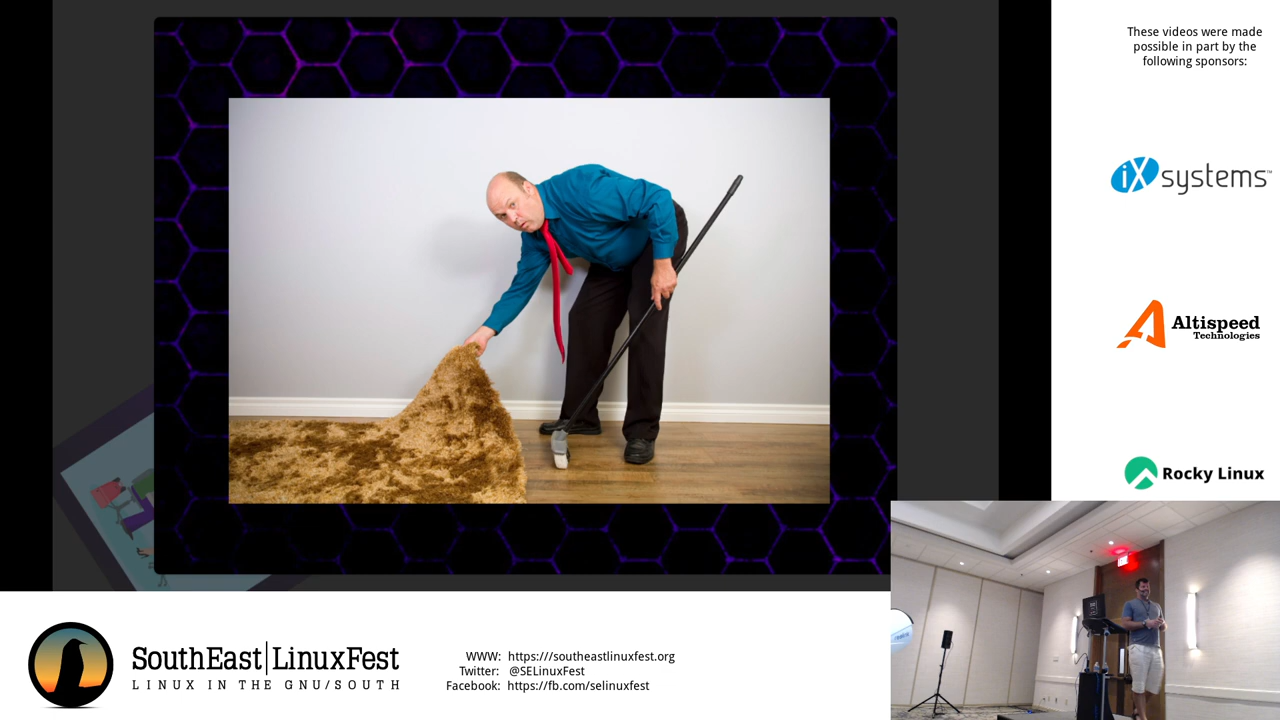 These videos were made
possible in part by the
following sponsors:
iXsystems™
Altispeed
Technologies
Rocky Linux
SouthEast|LinuxFest
LINUX IN THE GNU/SOUTH
WWW: https:///southeastlinuxfest.org
Twitter: @SELinuxFest
Facebook: https://fb.com/selinuxfest